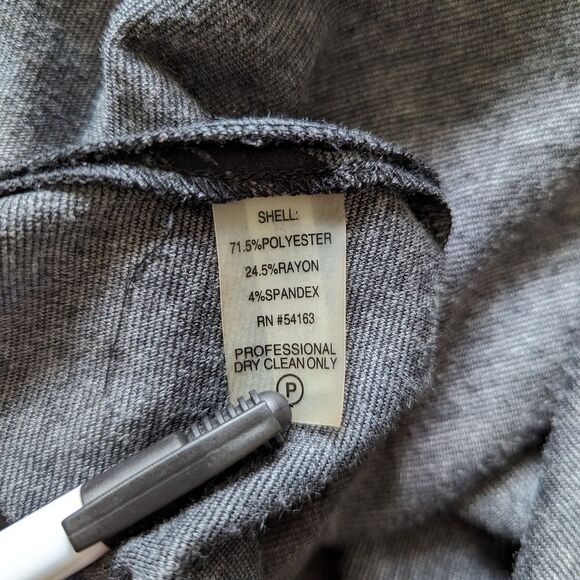 SHELL:
71.5%POLYESTER
24.5%RAYON
4%SPANDEX
RN #54163
PROFESSIONAL
DRY CLEAN ONLY
P